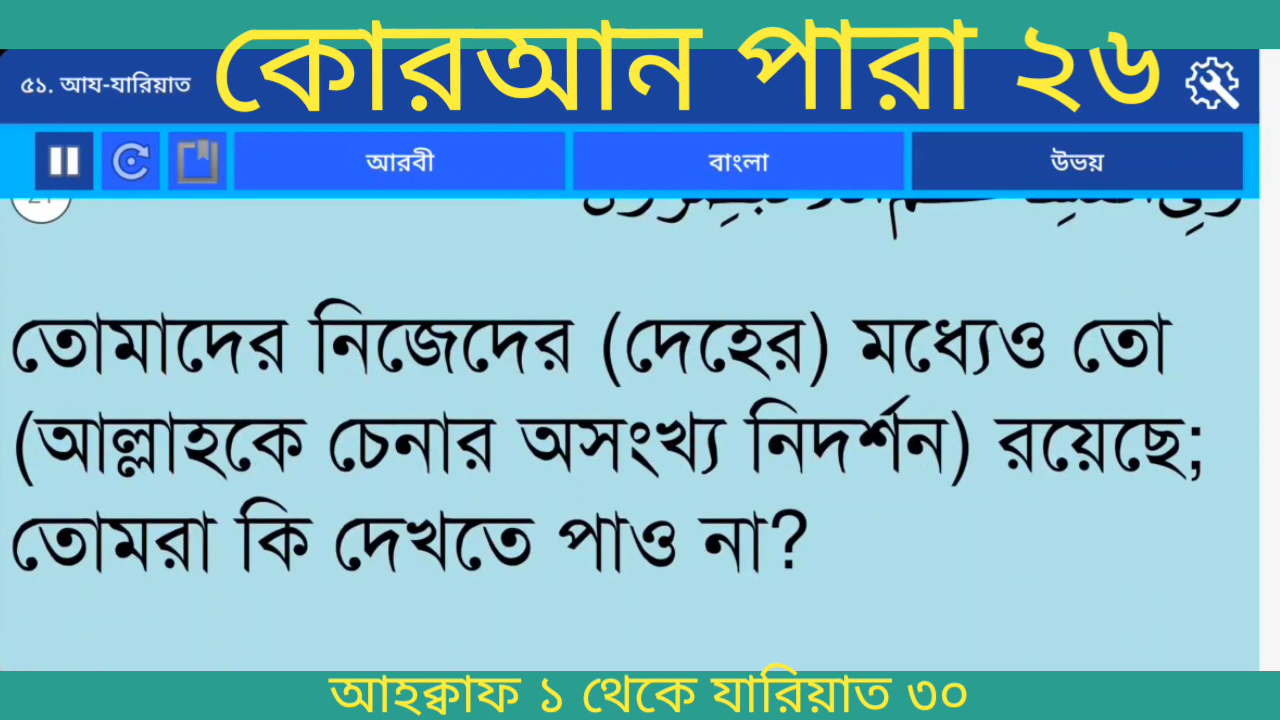 কোরআন পারা ২৬
৫১. আয-যারিয়াত
আরবী বাংলা উভয়
তোমাদের নিজেদের (দেহের) মধ্যেও তো
(আল্লাহকে চেনার অসংখ্য নিদর্শন) রয়েছে;
তোমরা কি দেখতে পাও না?
আহক্বাফ ১ থেকে যারিয়াত ৩০